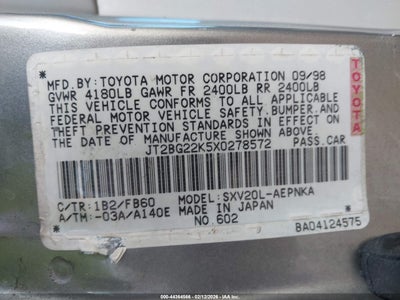 MFD.BY:TOYOTA MOTOR CORPORATION 09/98
GVWR 4180LB GAWR FR 2400LB RR 2400LB
THIS VEHICLE CONFORMS TO ALL APPLICABLE
FEDERAL MOTOR VEHICLE SAFETY,BUMPER,AND
THEFT PREVENTION STANDARDS IN EFFECT ON
THE DATE OF MANUFACTURE SHOWN ABOVE.
JT2BG22K5X0278572 PASS.CAR
TOYOTA
C/TR:1B2/FB60 MODEL:SXV20L-AEPNKA
A/TM:-03A/A140E MADE IN JAPAN
NO.602
BA04124575